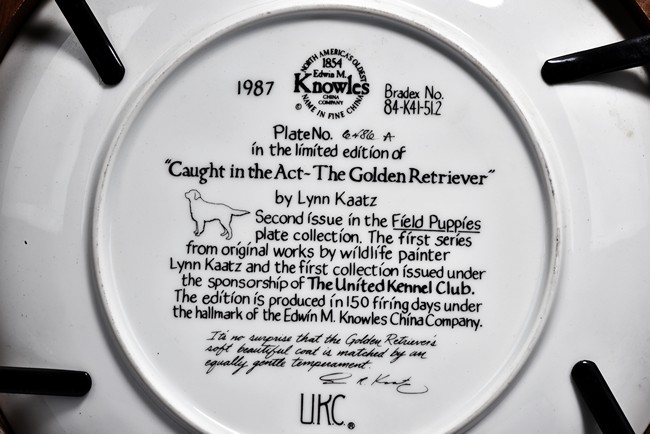 1987
NORTH AMERICA'S OLDEST
1854
Edwin M.
Knowles
CHINA
COMPANY
© NAME IN FINE CHINA
Bradex No.
84-K41-51.2
Plate No. 6486 A
in the limited edition of
"Caught in the Act~The Golden Retriever"
by Lynn Kaatz
Second issue in the Field Puppies
plate collection. The first series
from original works by wildlife painter
Lynn Kaatz and the first collection issued under
the sponsorship of The United Kennel Club.
The edition is produced in 150 firing days under
the hallmark of the Edwin M. Knowles China Company.
It's no surprise that the Golden Retriever's
soft beautiful coat is matched by an
equally gentle temperament.
R. Kaatz
U.K.C.®